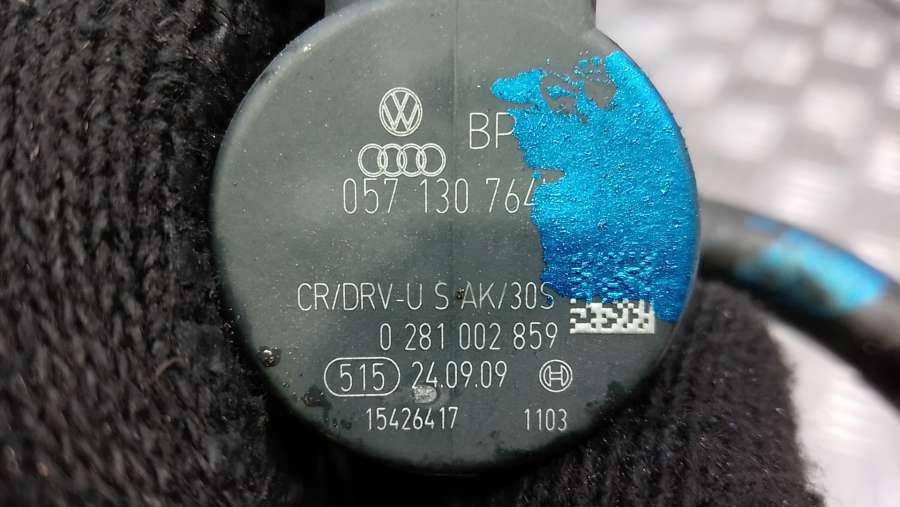 BP
057 130 764
CR/DRV-U S AK/30S
0 281 002 859
515 24.09.09
15426417 1103